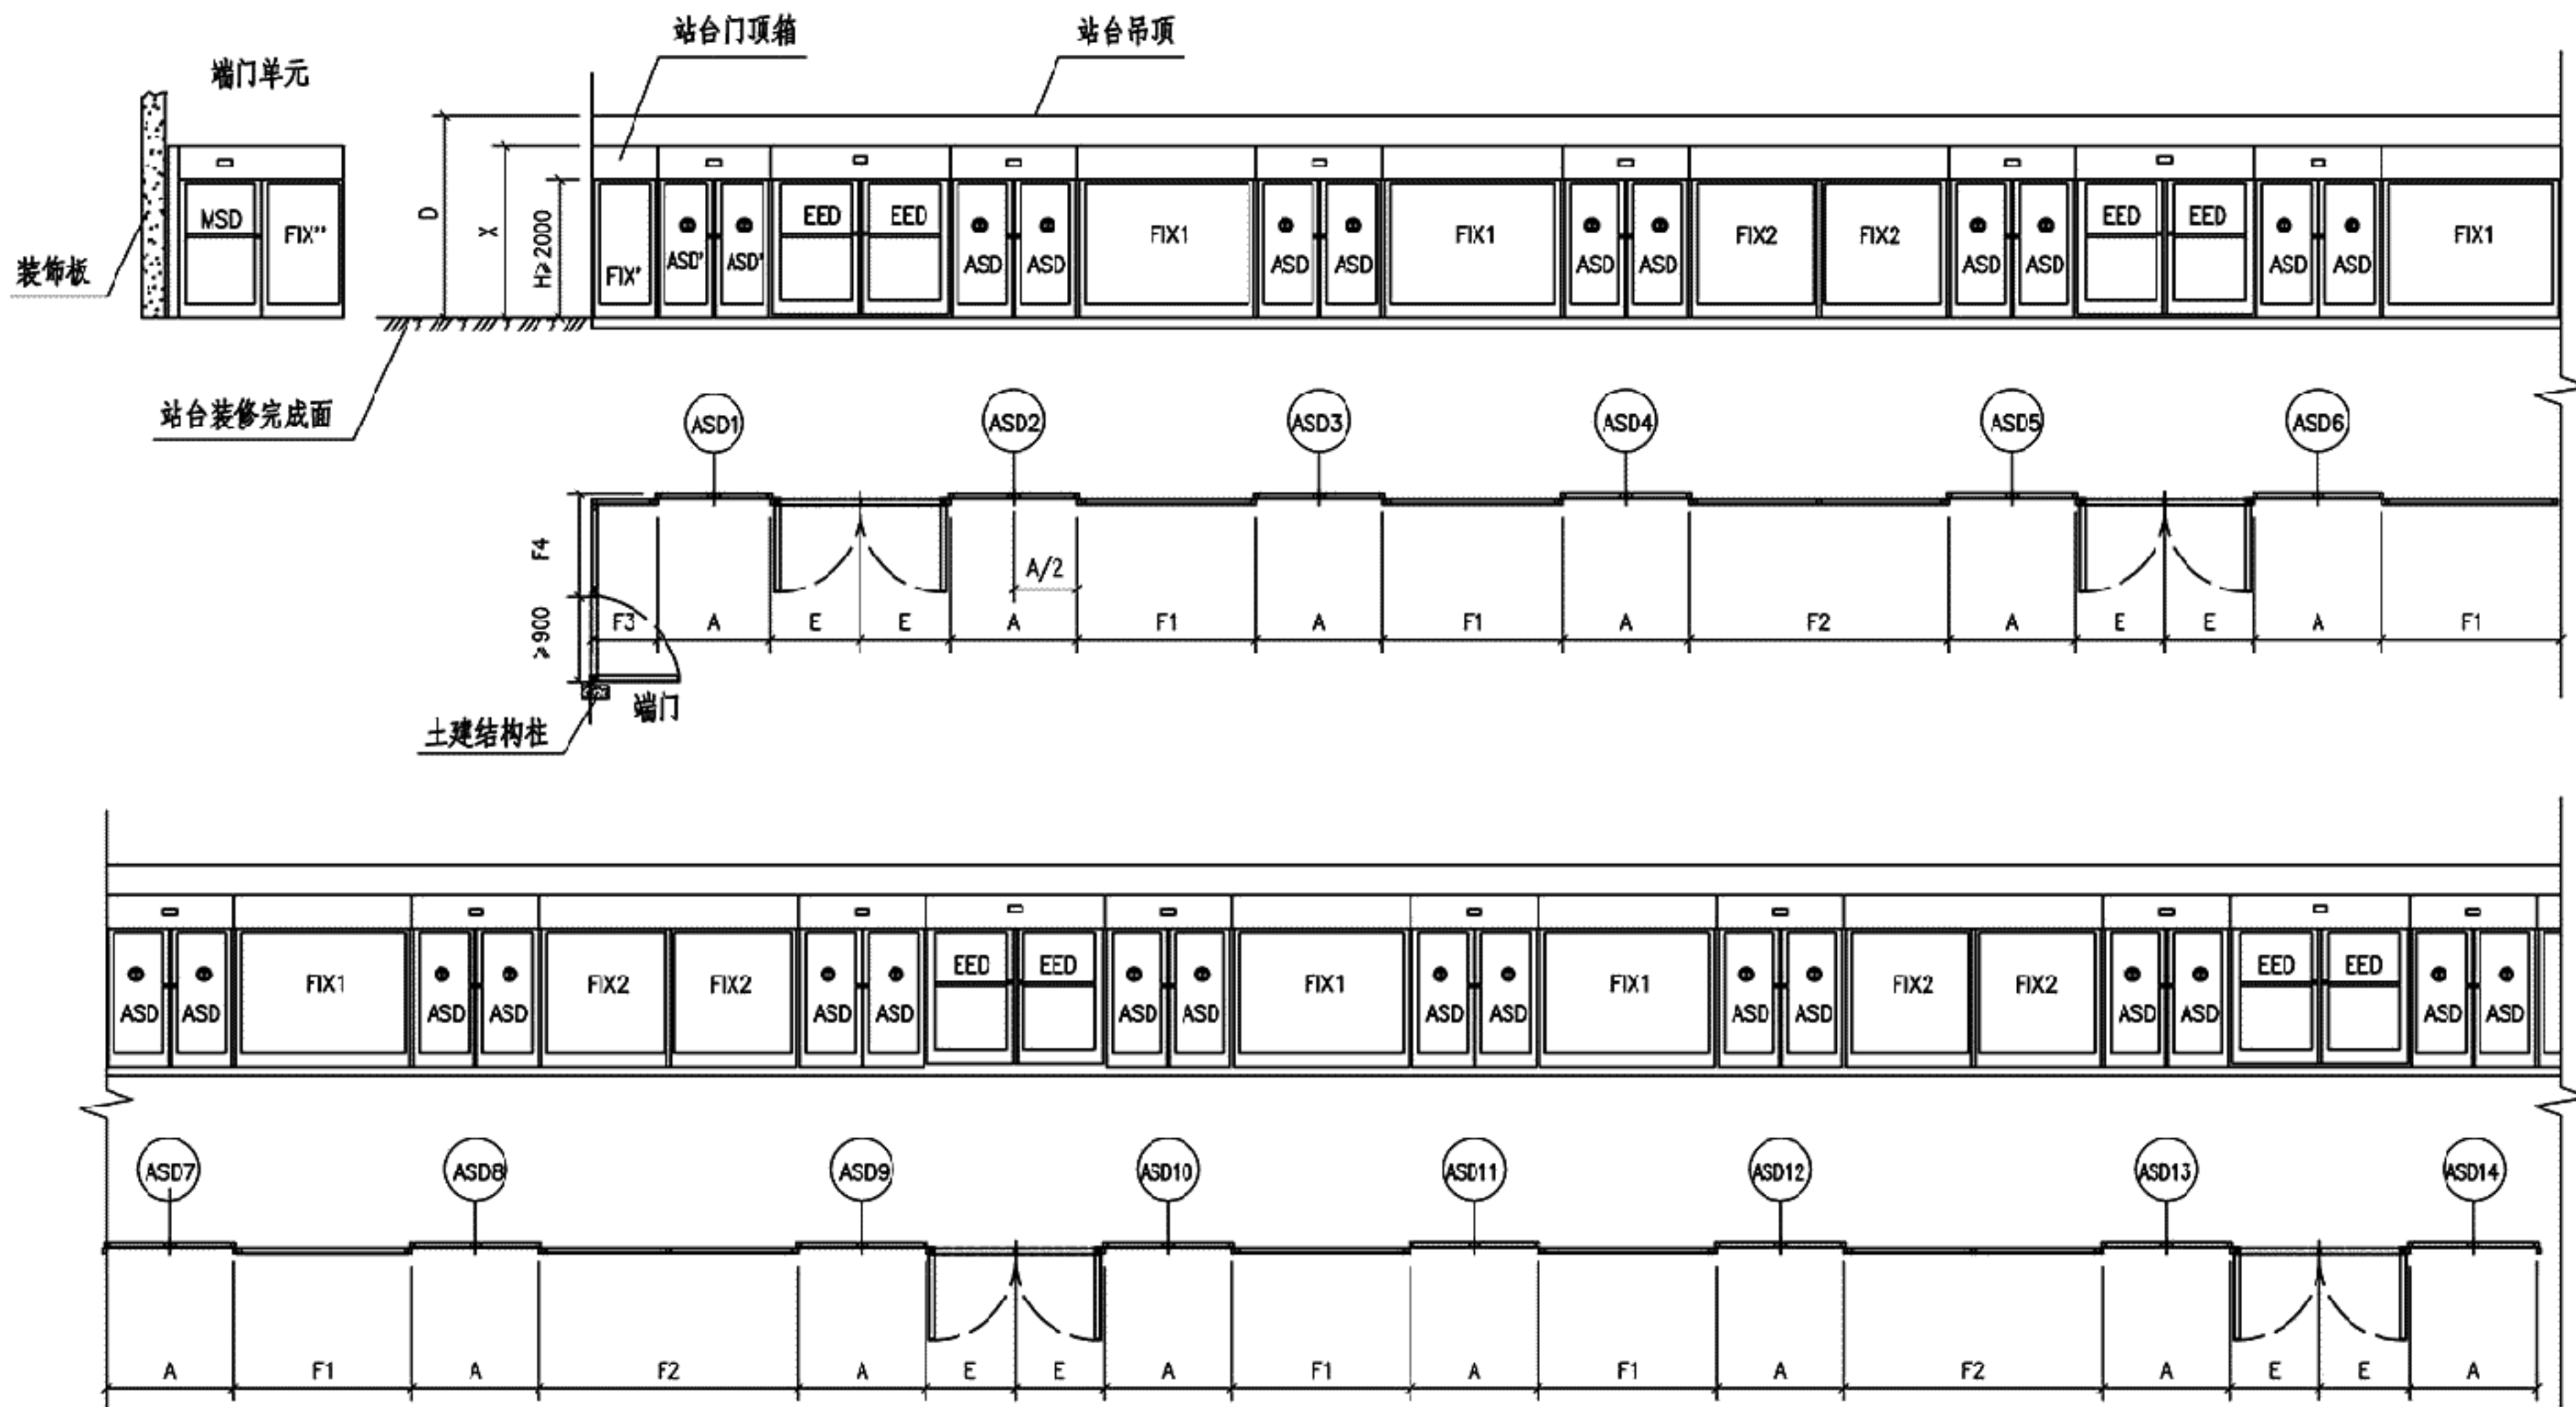 站台门顶箱
站台吊顶
端门单元
MSD
FIX"
装饰板
D
X
H≥2000
FIX'
ASD'
ASD'
EED
EED
ASD
ASD
FIX1
ASD
ASD
FIX1
ASD
ASD
FIX2
FIX2
ASD
ASD
EED
EED
ASD
ASD
FIX1
站台装修完成面
ASD1
ASD2
ASD3
ASD4
ASD5
ASD6
F4
≥900
A/2
F3
A
E
E
A
F1
A
F1
A
F2
A
E
E
A
F1
端门
土建结构柱
ASD
ASD
FIX1
ASD
ASD
FIX2
FIX2
ASD
ASD
EED
EED
ASD
ASD
FIX1
ASD
ASD
FIX1
ASD
ASD
FIX2
FIX2
ASD
ASD
EED
EED
ASD
ASD
ASD7
ASD8
ASD9
ASD10
ASD11
ASD12
ASD13
ASD14
A
F1
A
F2
A
E
E
A
F1
A
F1
A
F2
A
E
E
A